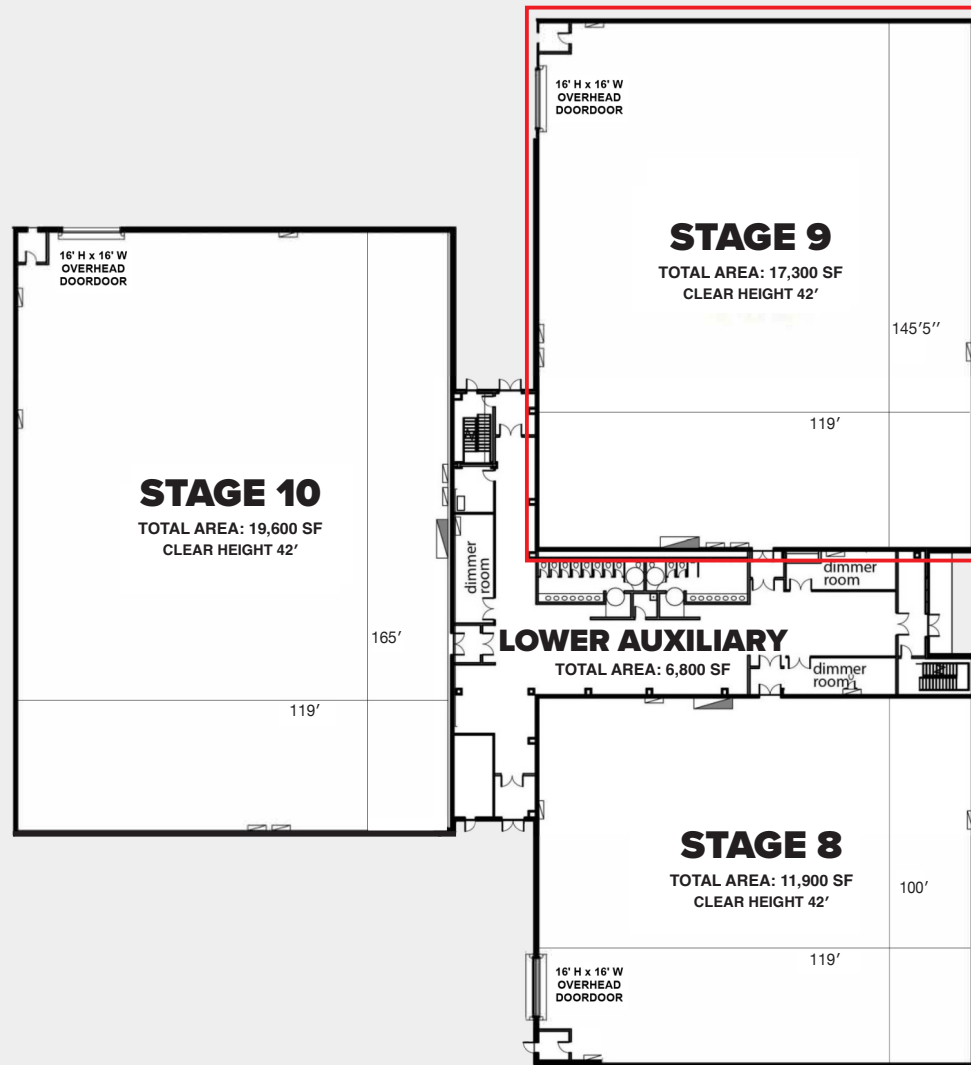 16' H x 16' W
OVERHEAD
DOORDOOR
STAGE 9
TOTAL AREA: 17,300 SF
CLEAR HEIGHT 42′
145′5′′
119′
16' H x 16' W
OVERHEAD
DOORDOOR
STAGE 10
TOTAL AREA: 19,600 SF
CLEAR HEIGHT 42′
165′
119′
dimmer
room
dimmer
room
LOWER AUXILIARY
TOTAL AREA: 6,800 SF
dimmer
room
STAGE 8
TOTAL AREA: 11,900 SF
CLEAR HEIGHT 42′
100′
119′
16' H x 16' W
OVERHEAD
DOORDOOR